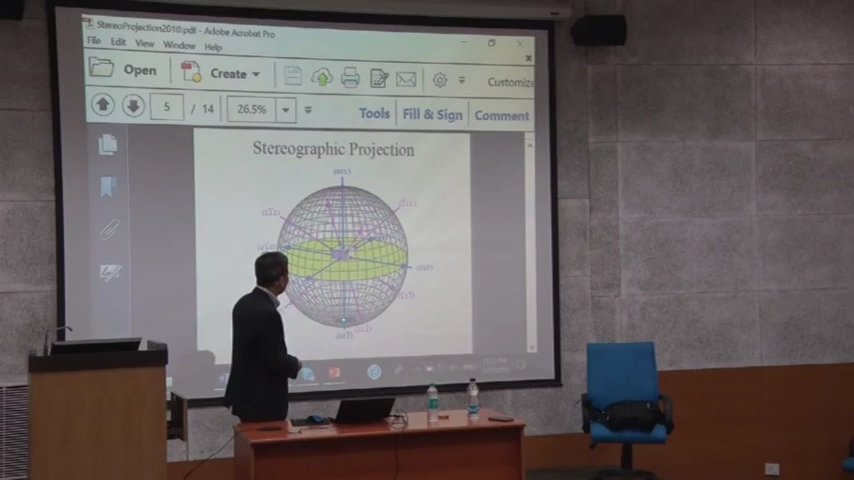 StereoProjection2010.pdf - Adobe Acrobat Pro
File Edit View Window Help
Open Create Customize
5 / 14 26.5% Tools Fill & Sign Comment
Stereographic Projection